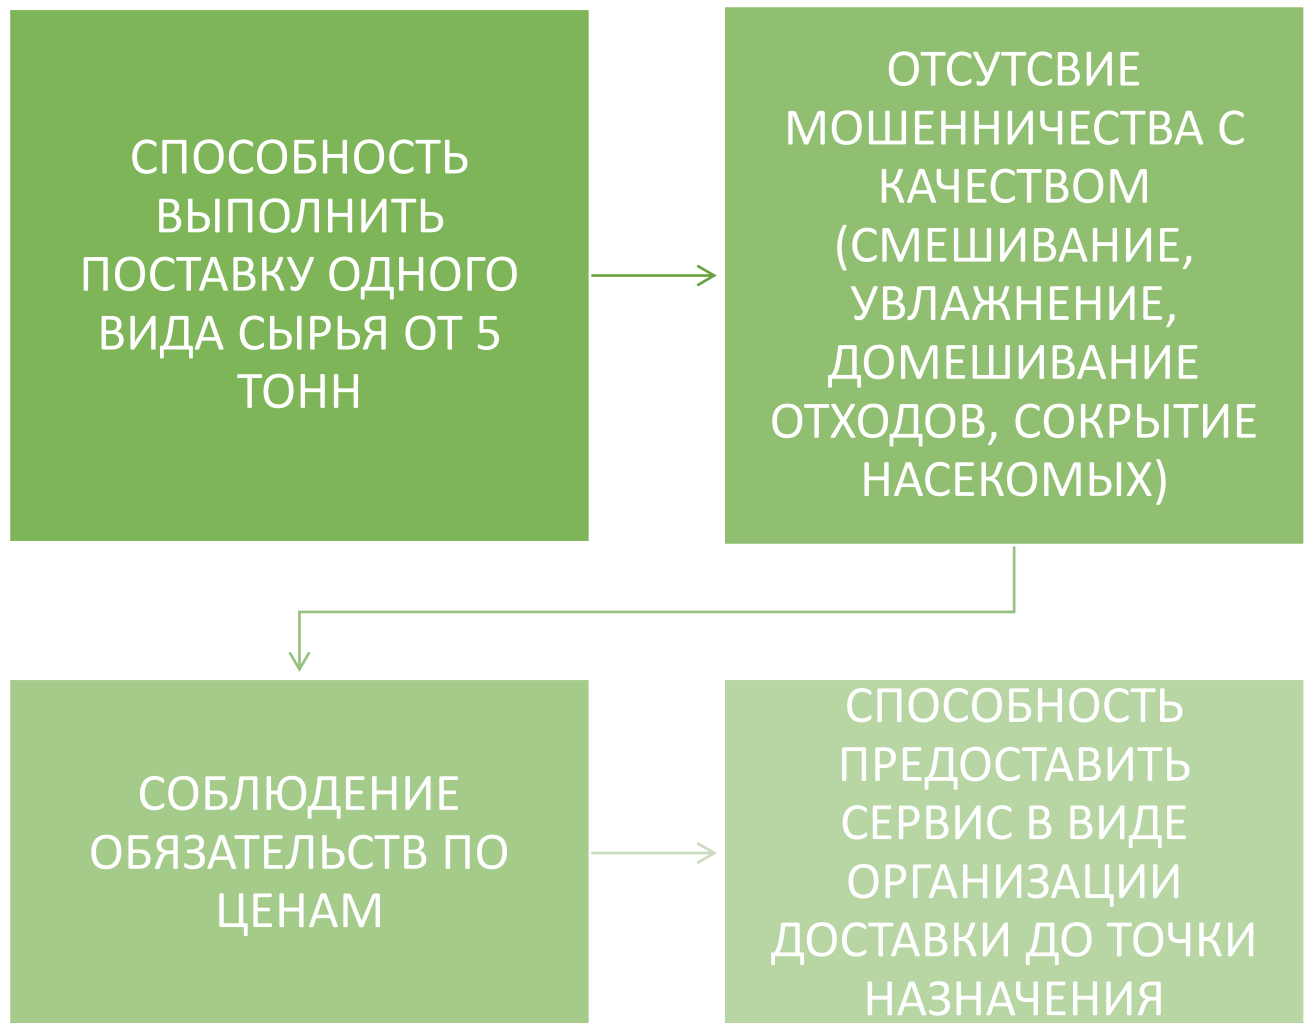 СПОСОБНОСТЬ
ВЫПОЛНИТЬ
ПОСТАВКУ ОДНОГО
ВИДА СЫРЬЯ ОТ 5
ТОНН
ОТСУТСВИЕ
МОШЕННИЧЕСТВА С
КАЧЕСТВОМ
(СМЕШИВАНИЕ,
УВЛАЖНЕНИЕ,
ДОМЕШИВАНИЕ
ОТХОДОВ, СОКРЫТИЕ
НАСЕКОМЫХ)
СОБЛЮДЕНИЕ
ОБЯЗАТЕЛЬСТВ ПО
ЦЕНАМ
СПОСОБНОСТЬ
ПРЕДОСТАВИТЬ
СЕРВИС В ВИДЕ
ОРГАНИЗАЦИИ
ДОСТАВКИ ДО ТОЧКИ
НАЗНАЧЕНИЯ